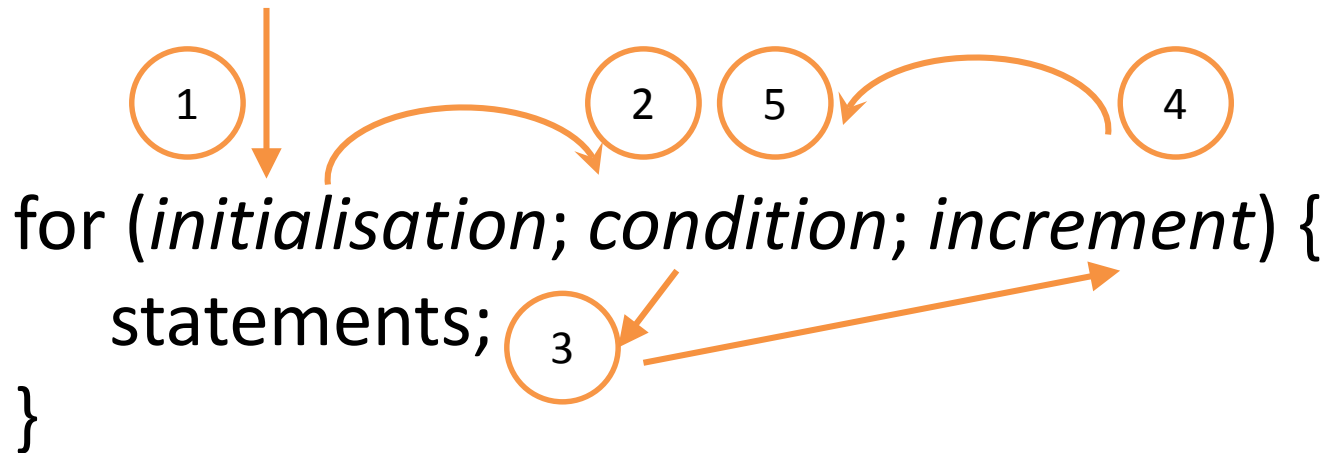 1 2 5 4
for (initialisation; condition; increment) {
statements;
3
}